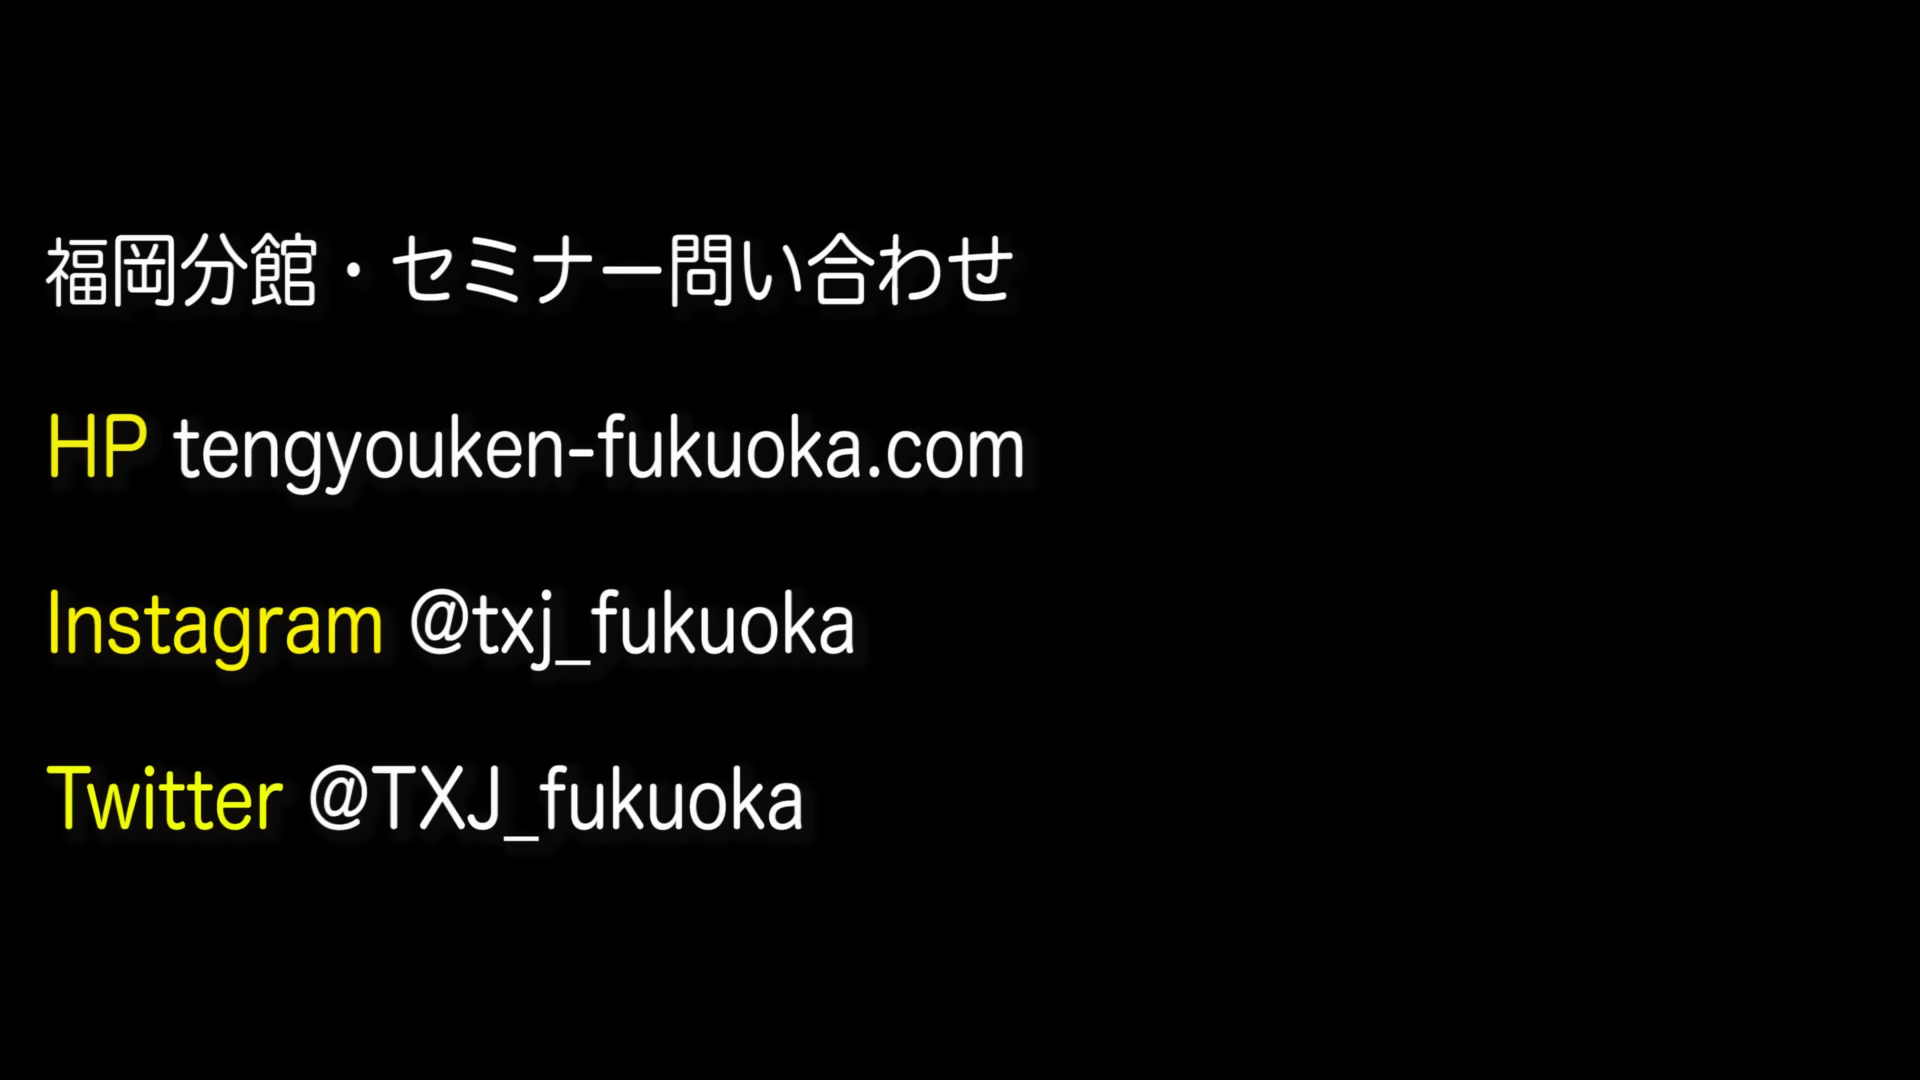 福岡分館・セミナー問い合わせ
HP tengyouken-fukuoka.com
Instagram @txj_fukuoka
Twitter @TXJ_fukuoka